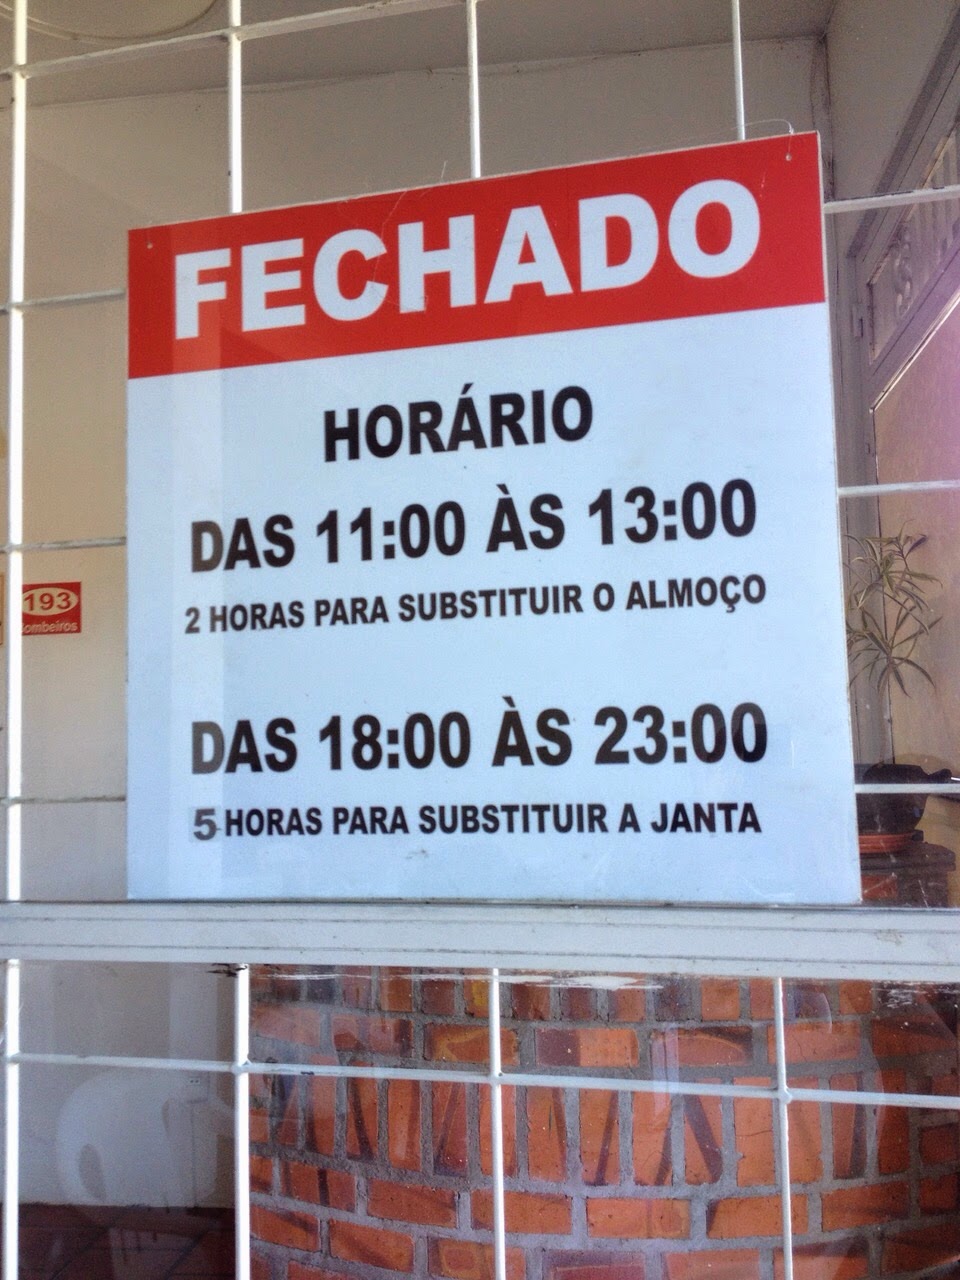 FECHADO
HORÁRIO
DAS 11:00 ÀS 13:00
2 HORAS PARA SUBSTITUIR O ALMOÇO
DAS 18:00 ÀS 23:00
5 HORAS PARA SUBSTITUIR A JANTA
193
Bombeiros